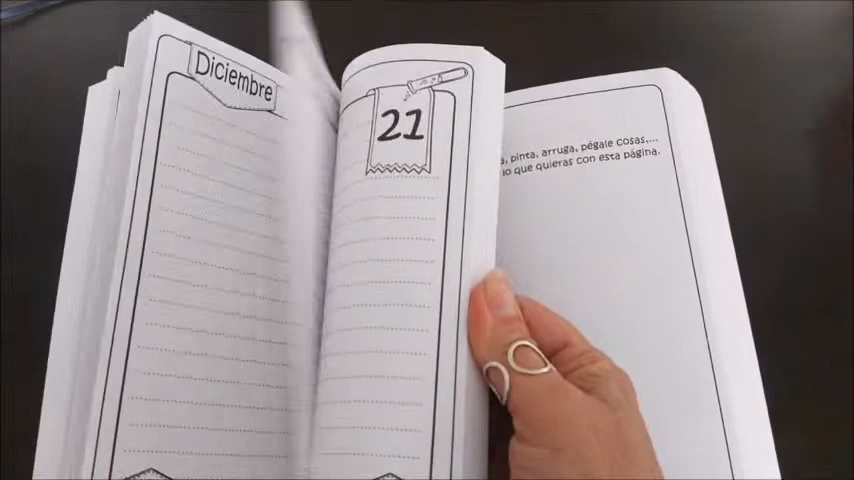 Diciembre
21
pinta, arruga, pégale cosas,...
lo que quieras con esta página.